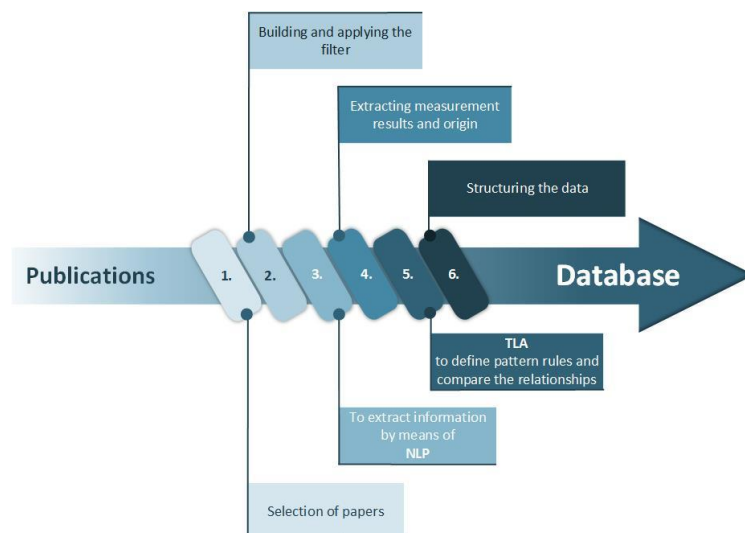 Building and applying the
filter
Extracting measurement
results and origin
Structuring the data
Publications
1.
2.
3.
4.
5.
6.
Database
TLA
to define pattern rules and
compare the relationships
To extract information
by means of
NLP
Selection of papers